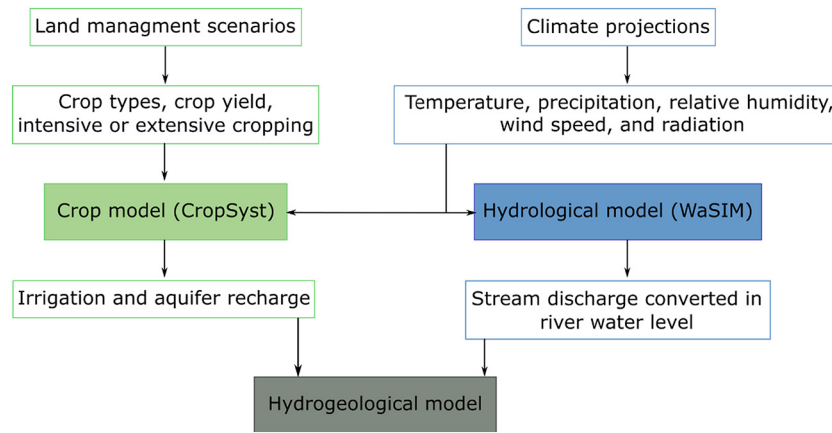 Land managment scenarios
Climate projections
Crop types, crop yield,
intensive or extensive cropping
Temperature, precipitation, relative humidity,
wind speed, and radiation
Crop model (CropSyst)
Hydrological model (WaSIM)
Irrigation and aquifer recharge
Stream discharge converted in
river water level
Hydrogeological model